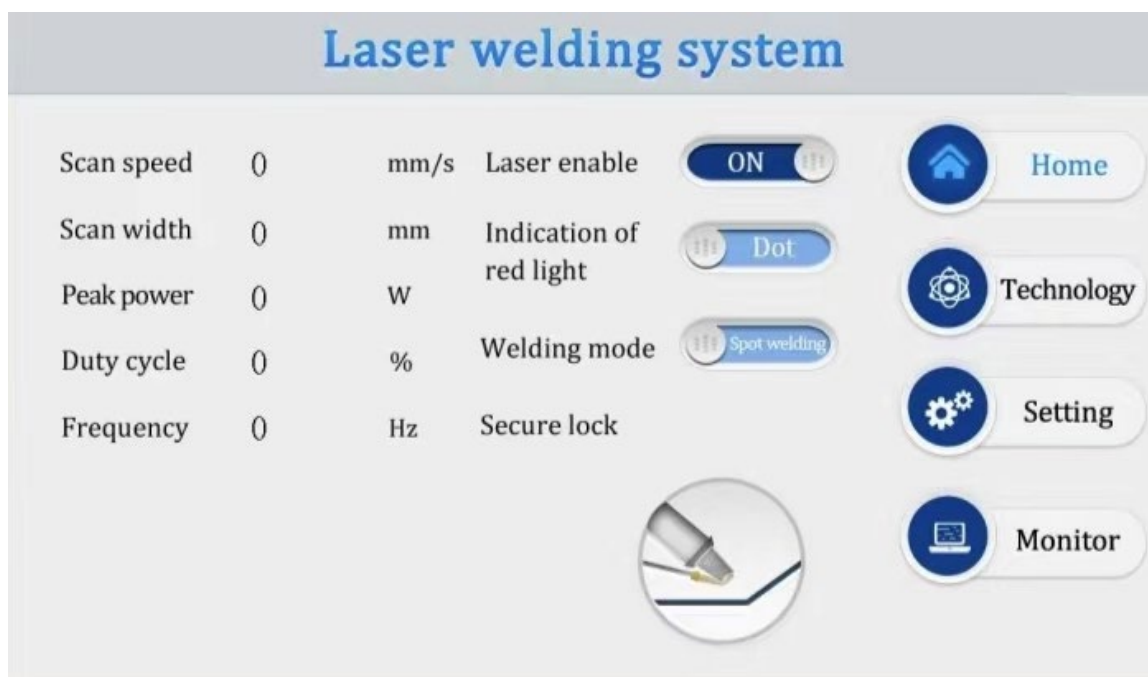 Laser welding system
Scan speed 0 mm/s
Scan width 0 mm
Peak power 0 W
Duty cycle 0 %
Frequency 0 Hz
Laser enable ON
Indication of
red light Dot
Welding mode Spot welding
Secure lock
Home
Technology
Setting
Monitor